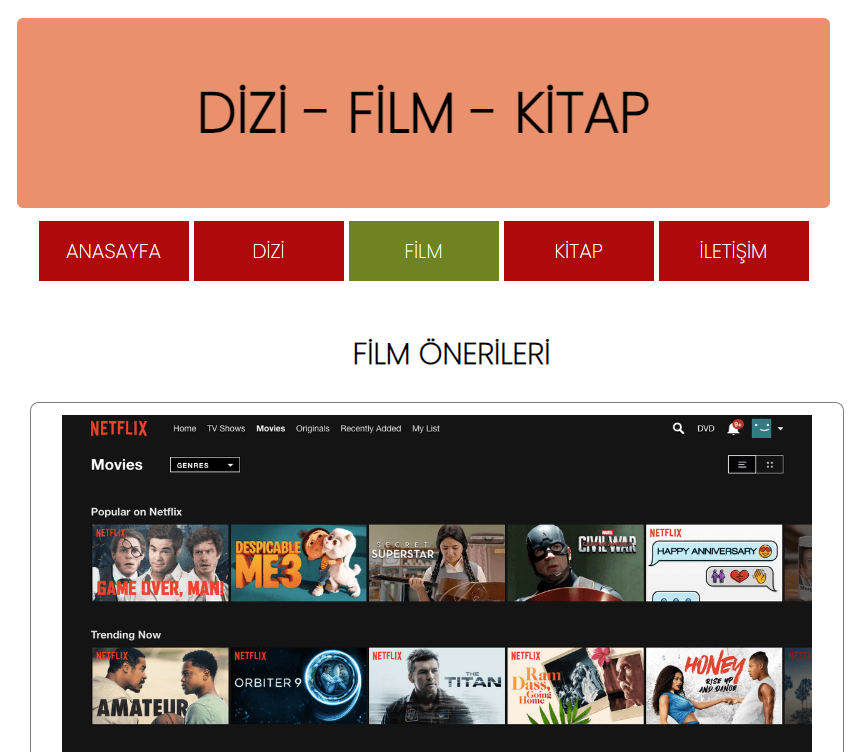 DİZİ - FİLM - KİTAP
ANASAYFA DİZİ FİLM KİTAP İLETİŞİM
FİLM ÖNERİLERİ
NETFLIX Home TV Shows Movies Originals Recently Added My List DVD 9+
Movies GENRES
Popular on Netflix
NETFLIX
GAME OVER, MAN!
DESPICABLE
ME3
SECRET
SUPERSTAR
CIVIL WAR
NETFLIX
HAPPY ANNIVERSARY
Trending Now
NETFLIX
AMATEUR
NETFLIX
ORBITER 9
NETFLIX
THE
TITAN
NETFLIX
Ram
Dass,
Going
Home
NETFLIX
HONEY
RISE UP
AND DANCE